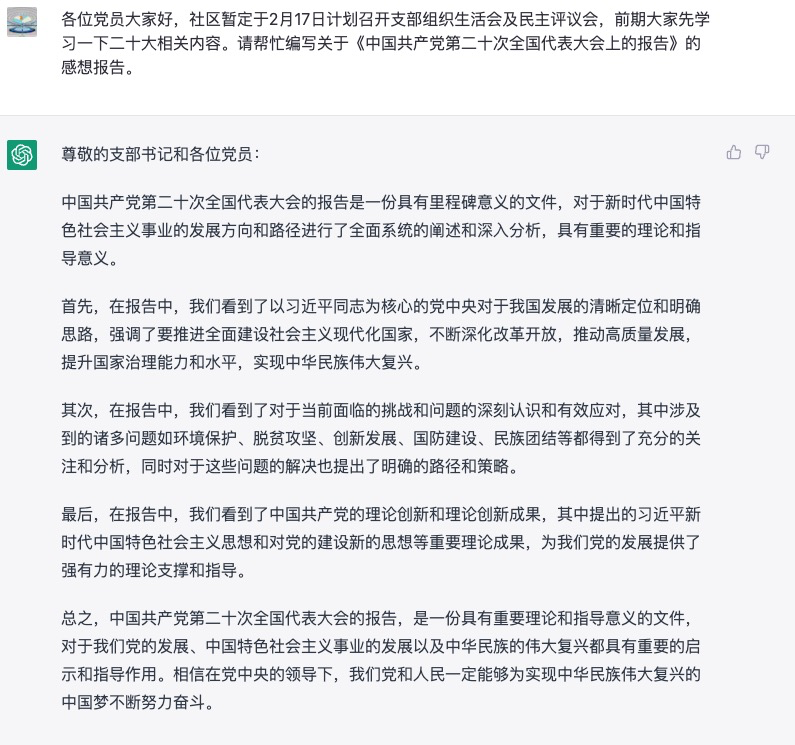 各位党员大家好，社区暂定于2月17日计划召开支部组织生活会及民主评议会，前期大家先学
习一下二十大相关内容。请帮忙编写关于《中国共产党第二十次全国代表大会上的报告》的
感想报告。
尊敬的支部书记和各位党员：
中国共产党第二十次全国代表大会的报告是一份具有里程碑意义的文件，对于新时代中国特
色社会主义事业的发展方向和路径进行了全面系统的阐述和深入分析，具有重要的理论和指
导意义。
首先，在报告中，我们看到了以习近平同志为核心的党中央对于我国发展的清晰定位和明确
思路，强调了要推进全面建设社会主义现代化国家，不断深化改革开放，推动高质量发展，
提升国家治理能力和水平，实现中华民族伟大复兴。
其次，在报告中，我们看到了对于当前面临的挑战和问题的深刻认识和有效应对，其中涉及
到的诸多问题如环境保护、脱贫攻坚、创新发展、国防建设、民族团结等都得到了充分的关
注和分析，同时对于这些问题的解决也提出了明确的路径和策略。
最后，在报告中，我们看到了中国共产党的理论创新和理论创新成果，其中提出的习近平新
时代中国特色社会主义思想和对党的建设新的思想等重要理论成果，为我们党的发展提供了
强有力的理论支撑和指导。
总之，中国共产党第二十次全国代表大会的报告，是一份具有重要理论和指导意义的文件，
对于我们党的发展、中国特色社会主义事业的发展以及中华民族的伟大复兴都具有重要的启
示和指导作用。相信在党中央的领导下，我们党和人民一定能够为实现中华民族伟大复兴的
中国梦不断努力奋斗。